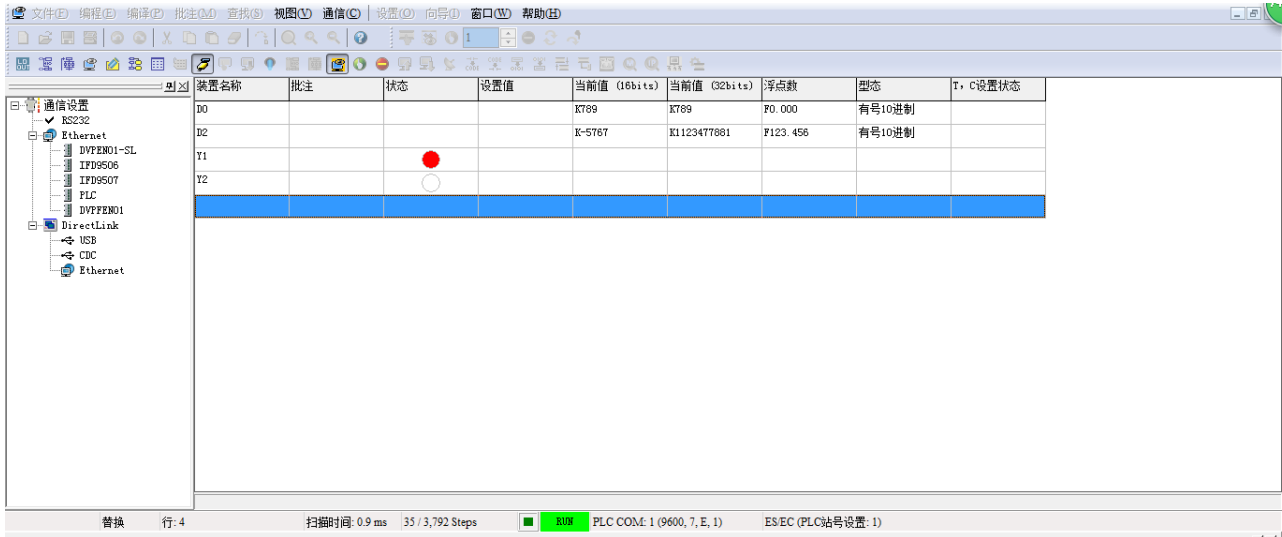 文件(F) 编程(E) 编译(P) 批注(M) 查找(S) 视图(V) 通信(C) 设置(O) 向导(I) 窗口(W) 帮助(H)
1
通信设置
RS232
Ethernet
DVPEN01-SL
IFD9506
IFD9507
PLC
DVPFEN01
DirectLink
USB
CDC
Ethernet
装置名称 批注 状态 设置值 当前值 (16bits) 当前值 (32bits) 浮点数 型态 T, C设置状态
D0 K789 K789 F0.000 有号10进制
D2 K-5767 K1123477881 F123.456 有号10进制
Y1
Y2
替换 行: 4 扫描时间: 0.9 ms 35 / 3,792 Steps RUN PLC COM: 1 (9600, 7, E, 1) ES/EC (PLC站号设置: 1)